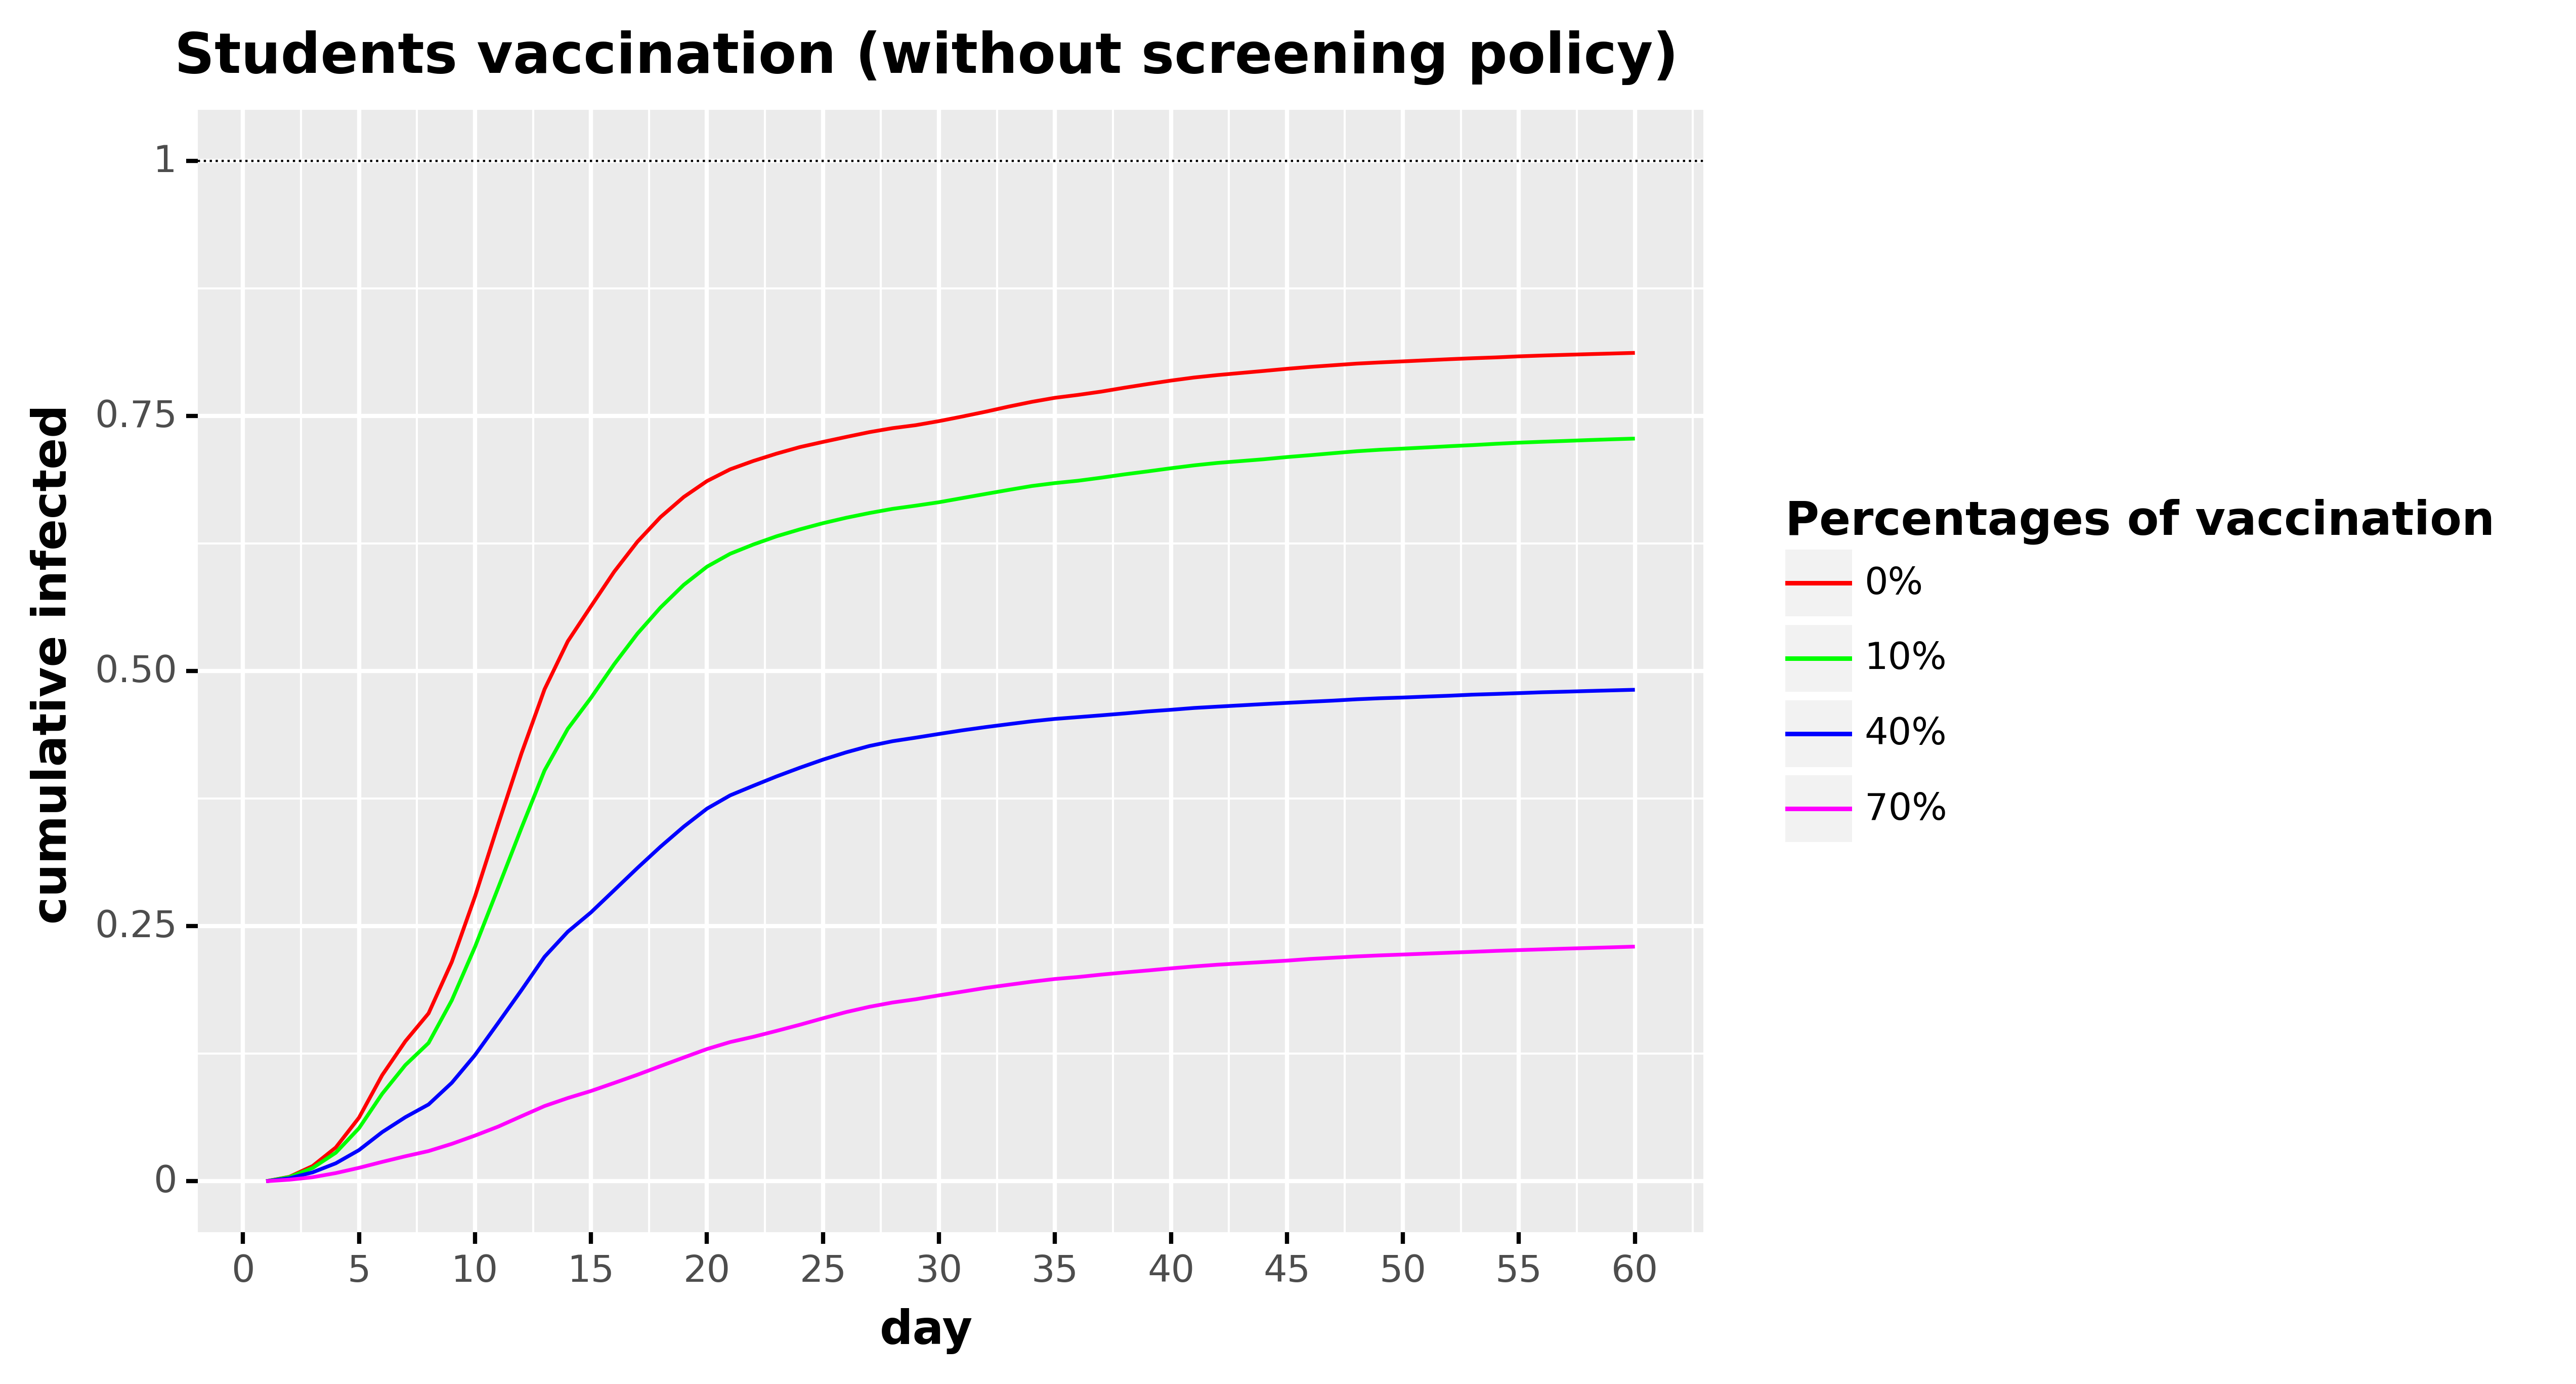 Students vaccination (without screening policy)
1
0.75
0.50
0.25
0
cumulative infected
0 5 10 15 20 25 30 35 40 45 50 55 60
day
Percentages of vaccination
0%
10%
40%
70%